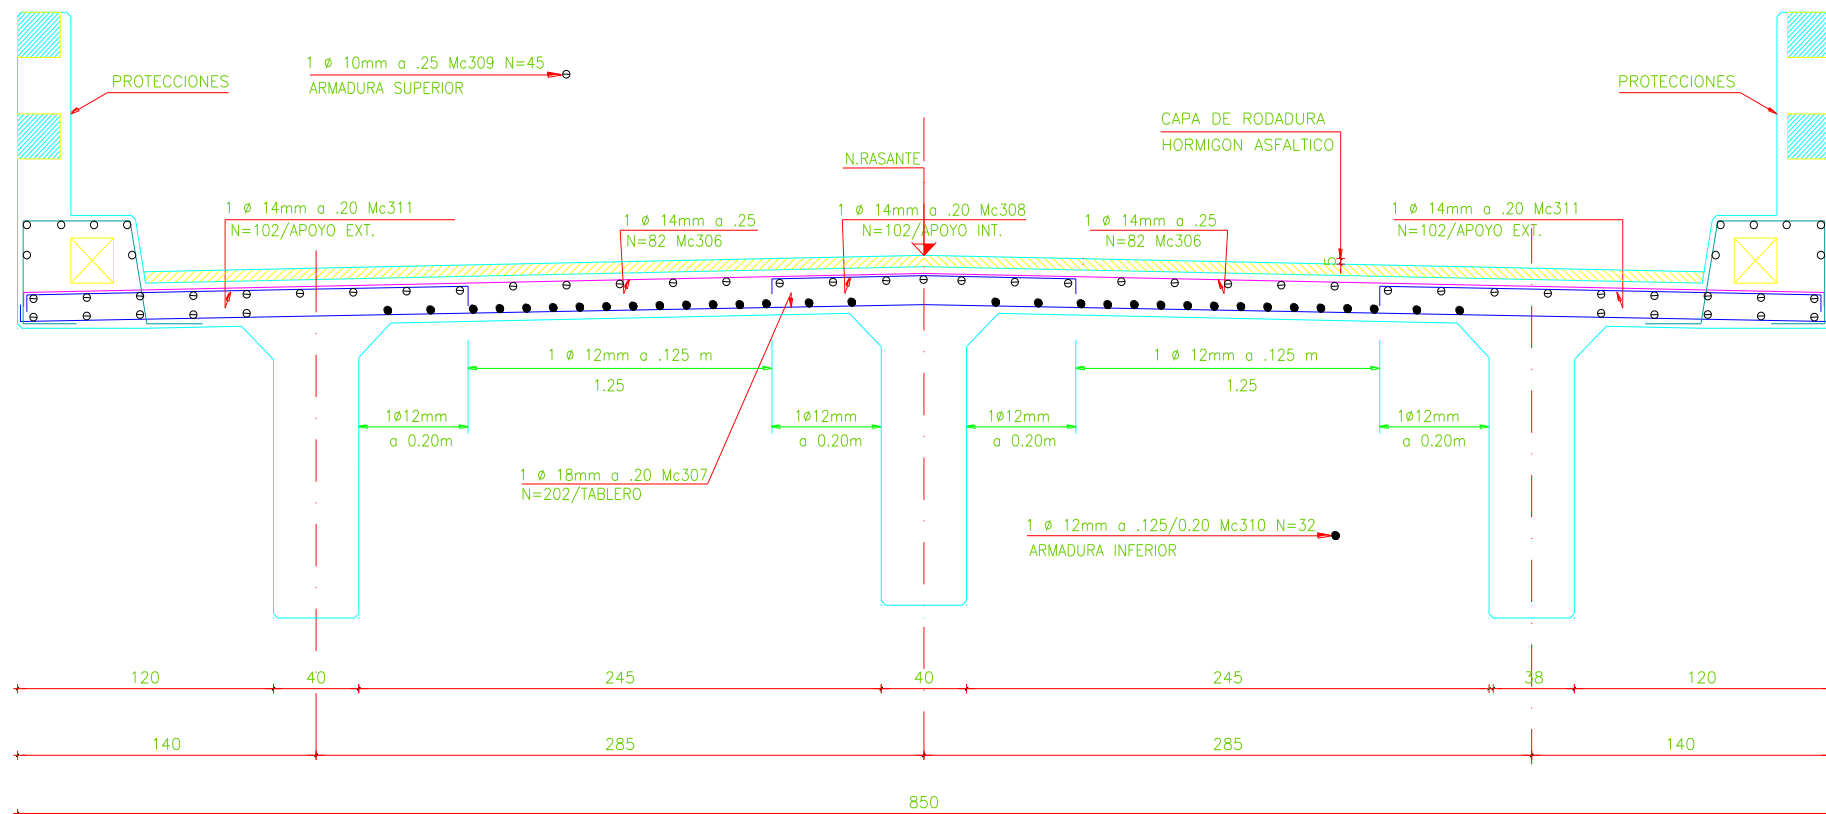 1 ø 10mm a .25 Mc309 N=45
ARMADURA SUPERIOR
PROTECCIONES
PROTECCIONES
CAPA DE RODADURA
HORMIGON ASFALTICO
N.RASANTE
1 ø 14mm a .20 Mc311
N=102/APOYO EXT.
1 ø 14mm a .25
N=82 Mc306
1 ø 14mm a .20 Mc308
N=102/APOYO INT.
1 ø 14mm a .25
N=82 Mc306
1 ø 14mm a .20 Mc311
N=102/APOYO EXT.
5
1 ø 12mm a .125 m
1.25
1 ø 12mm a .125 m
1.25
1ø12mm
a 0.20m
1ø12mm
a 0.20m
1ø12mm
a 0.20m
1ø12mm
a 0.20m
1 ø 18mm a .20 Mc307
N=202/TABLERO
1 ø 12mm a .125/0.20 Mc310 N=32
ARMADURA INFERIOR
120 40 245 40 245 38 120
140 285 285 140
850